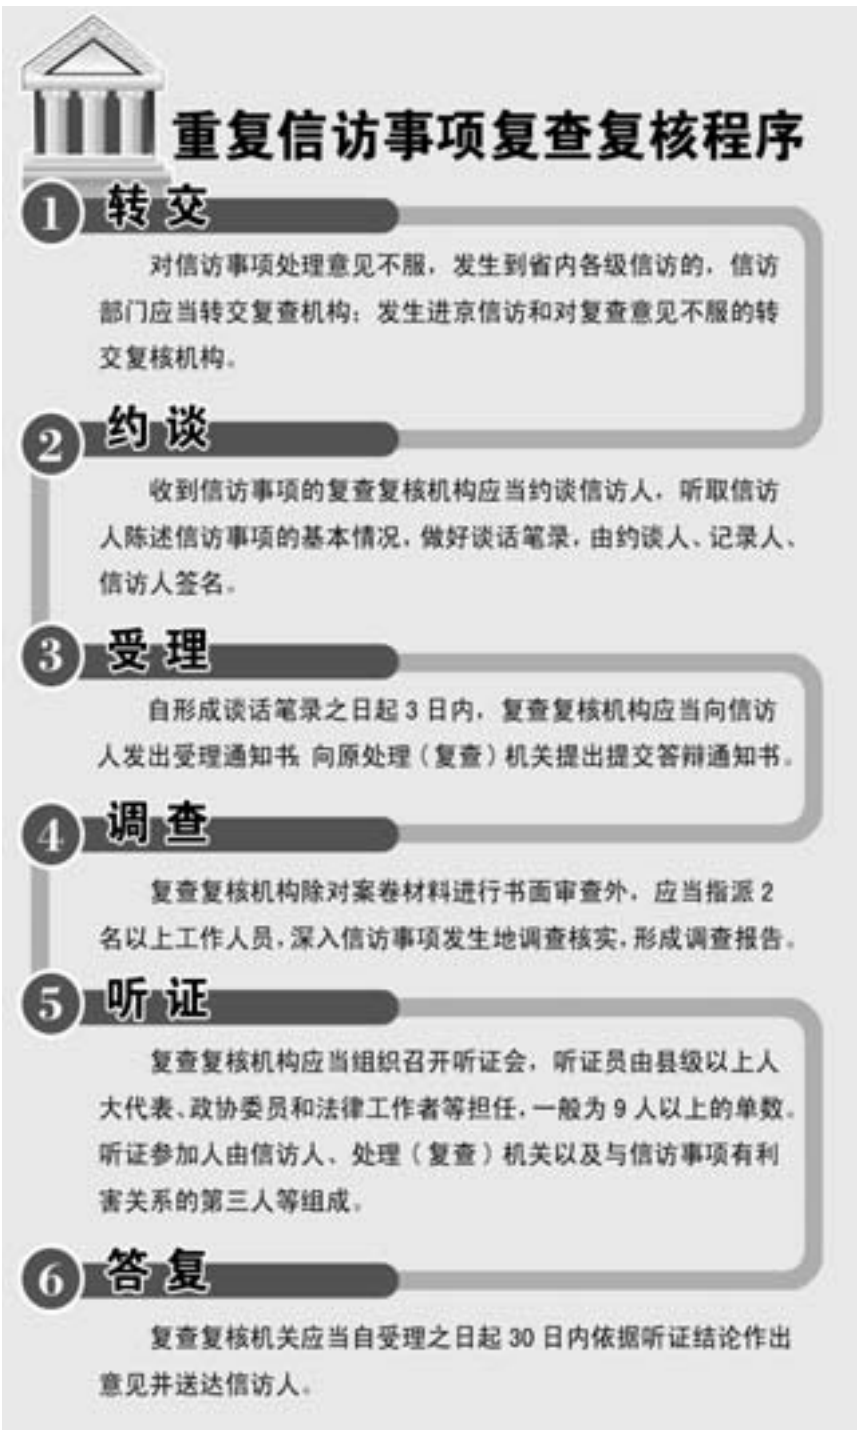 重复信访事项复查复核程序
1 转交
对信访事项处理意见不服，发生到省内各级信访的，信访
部门应当转交复查机构；发生进京信访和对复查意见不服的转
交复核机构。
2 约谈
收到信访事项的复查复核机构应当约谈信访人，听取信访
人陈述信访事项的基本情况，做好谈话笔录，由约谈人、记录人、
信访人签名。
3 受理
自形成谈话笔录之日起 3 日内，复查复核机构应当向信访
人发出受理通知书 向原处理（复查）机关提出提交答辩通知书。
4 调查
复查复核机构除对案卷材料进行书面审查外，应当指派 2
名以上工作人员，深入信访事项发生地调查核实，形成调查报告。
5 听证
复查复核机构应当组织召开听证会，听证员由县级以上人
大代表、政协委员和法律工作者等担任，一般为 9 人以上的单数。
听证参加人由信访人、处理（复查）机关以及与信访事项有利
害关系的第三人等组成。
6 答复
复查复核机关应当自受理之日起 30 日内依据听证结论作出
意见并送达信访人。